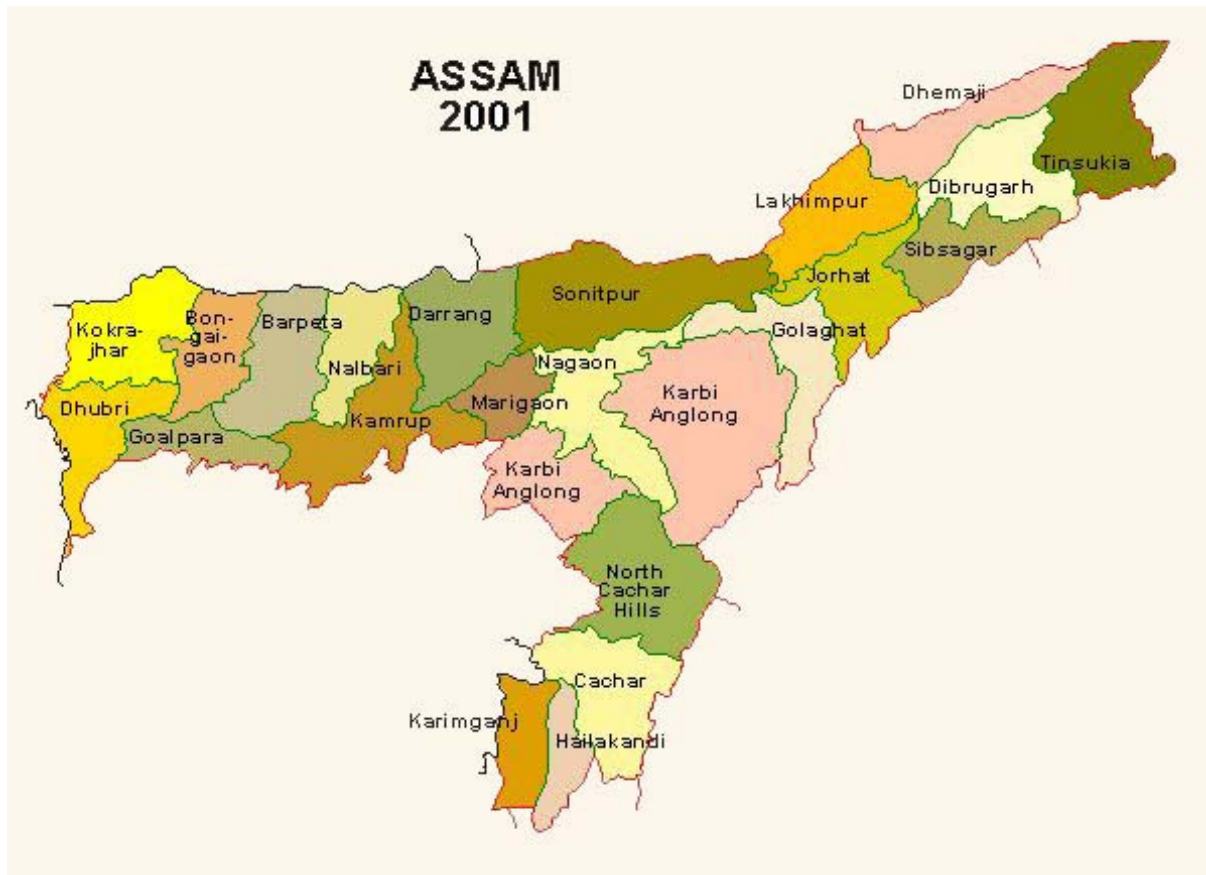 ASSAM
2001
Dhemaji
Tinsukia
Dibrugarh
Lakhimpur
Sibsagar
Jorhat
Sonitpur
Darrang
Barpeta
Bon-
gai-
gaon
Kokra-
jhar
Golaghat
Nagaon
Nalbari
Karbi
Anglong
Marigaon
Dhubri
Kamrup
Goalpara
Karbi
Anglong
North
Cachar
Hills
Cachar
Karimganj
Hailakandi